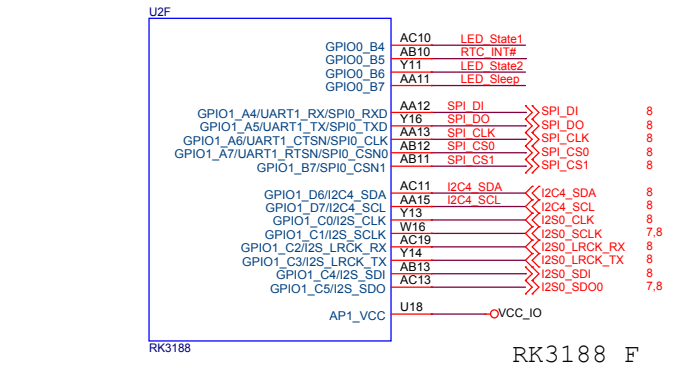 U2F
GPIO0_B4 AC10 LED_State1
GPIO0_B5 AB10 RTC_INT#
GPIO0_B6 Y11 LED_State2
GPIO0_B7 AA11 LED_Sleep
GPIO1_A4/UART1_RX/SPI0_RXD AA12 SPI_DI SPI_DI 8
GPIO1_A5/UART1_TX/SPI0_TXD Y16 SPI_DO SPI_DO 8
GPIO1_A6/UART1_CTSN/SPI0_CLK AA13 SPI_CLK SPI_CLK 8
GPIO1_A7/UART1_RTSN/SPI0_CSN0 AB12 SPI_CS0 SPI_CS0 8
GPIO1_B7/SPI0_CSN1 AB11 SPI_CS1 SPI_CS1 8
GPIO1_D6/I2C4_SDA AC11 I2C4_SDA I2C4_SDA 8
GPIO1_D7/I2C4_SCL AA15 I2C4_SCL I2C4_SCL 8
GPIO1_C0/I2S_CLK Y13 I2S0_CLK 8
GPIO1_C1/I2S_SCLK W16 I2S0_SCLK 7,8
GPIO1_C2/I2S_LRCK_RX AC19 I2S0_LRCK_RX 8
GPIO1_C3/I2S_LRCK_TX Y14 I2S0_LRCK_TX 8
GPIO1_C4/I2S_SDI AB13 I2S0_SDI 8
GPIO1_C5/I2S_SDO AC13 I2S0_SDO0 7,8
AP1_VCC U18 VCC_IO
RK3188
RK3188 F